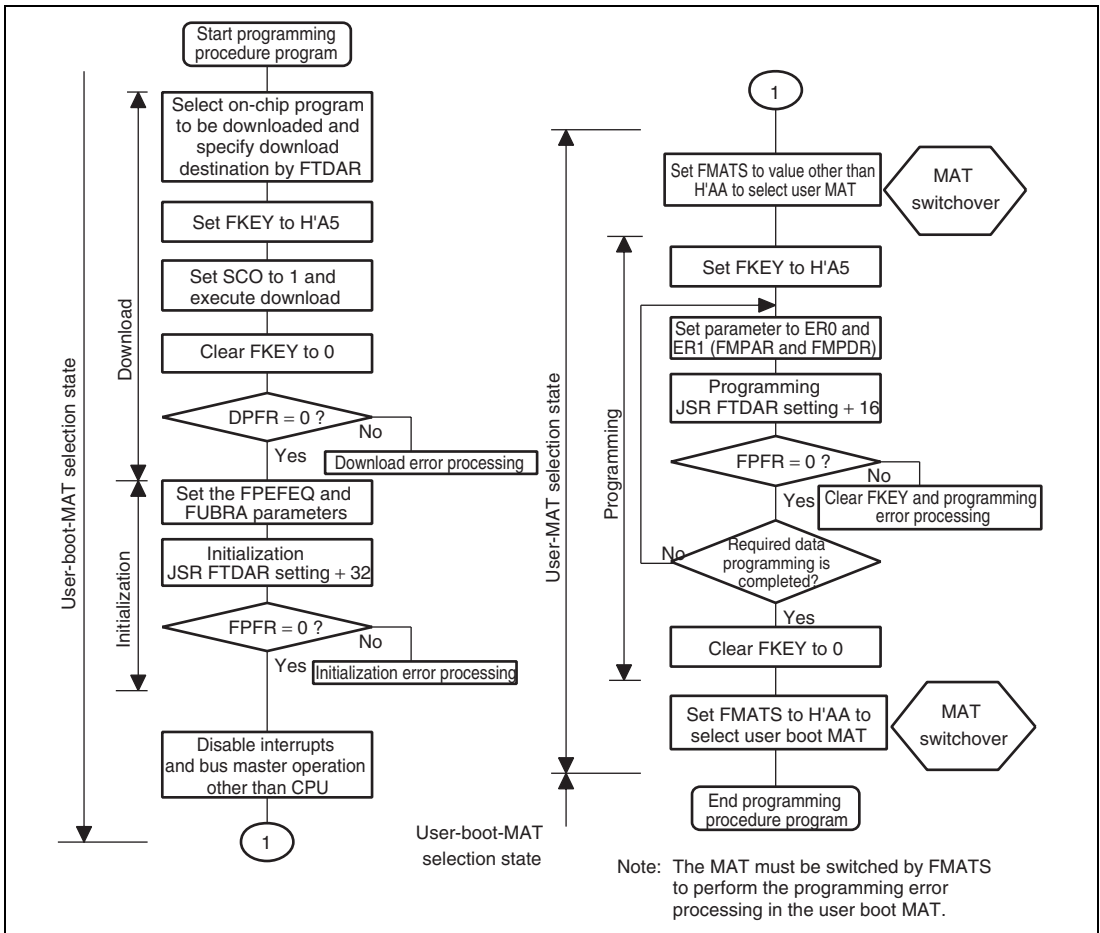 Start programming
procedure program
Select on-chip program
to be downloaded and
specify download
destination by FTDAR
Set FKEY to H'A5
Set SCO to 1 and
execute download
Clear FKEY to 0
DPFR = 0 ?
No
Yes
Download error processing
Set the FPEFEQ and
FUBRA parameters
Initialization
JSR FTDAR setting + 32
FPFR = 0 ?
No
Yes
Initialization error processing
Disable interrupts
and bus master operation
other than CPU
1
Download
Initialization
User-boot-MAT selection state
1
Set FMATS to value other than
H'AA to select user MAT
MAT
switchover
Set FKEY to H'A5
Set parameter to ER0 and
ER1 (FMPAR and FMPDR)
Programming
JSR FTDAR setting + 16
FPFR = 0 ?
No
Yes
Clear FKEY and programming
error processing
No
Required data
programming is
completed?
Yes
Clear FKEY to 0
Set FMATS to H'AA to
select user boot MAT
MAT
switchover
End programming
procedure program
Programming
User-MAT selection state
User-boot-MAT
selection state
Note: The MAT must be switched by FMATS
to perform the programming error
processing in the user boot MAT.